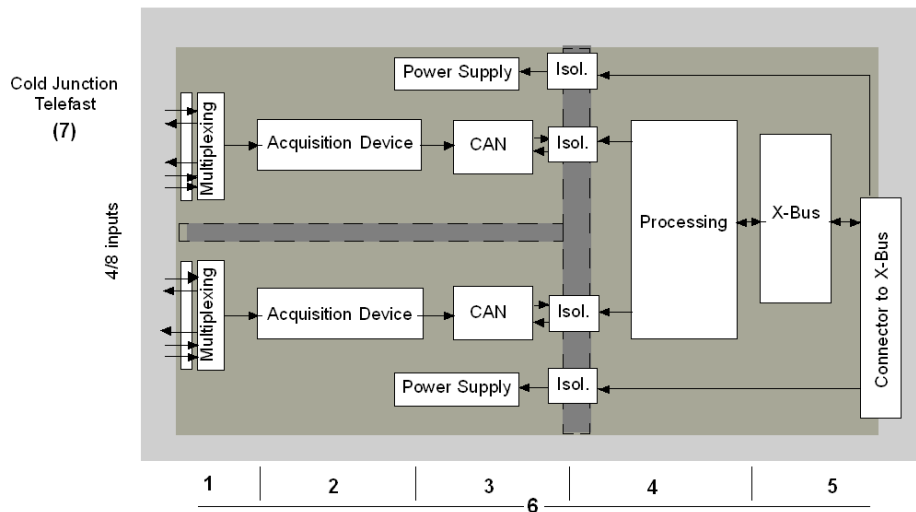 Cold Junction
Telefast
(7)
4/8 inputs
Power Supply
Isol.
Multiplexing
Acquisition Device
CAN
Isol.
Processing
X-Bus
Connector to X-Bus
Multiplexing
Acquisition Device
CAN
Isol.
Power Supply
Isol.
1
2
3
4
5
6